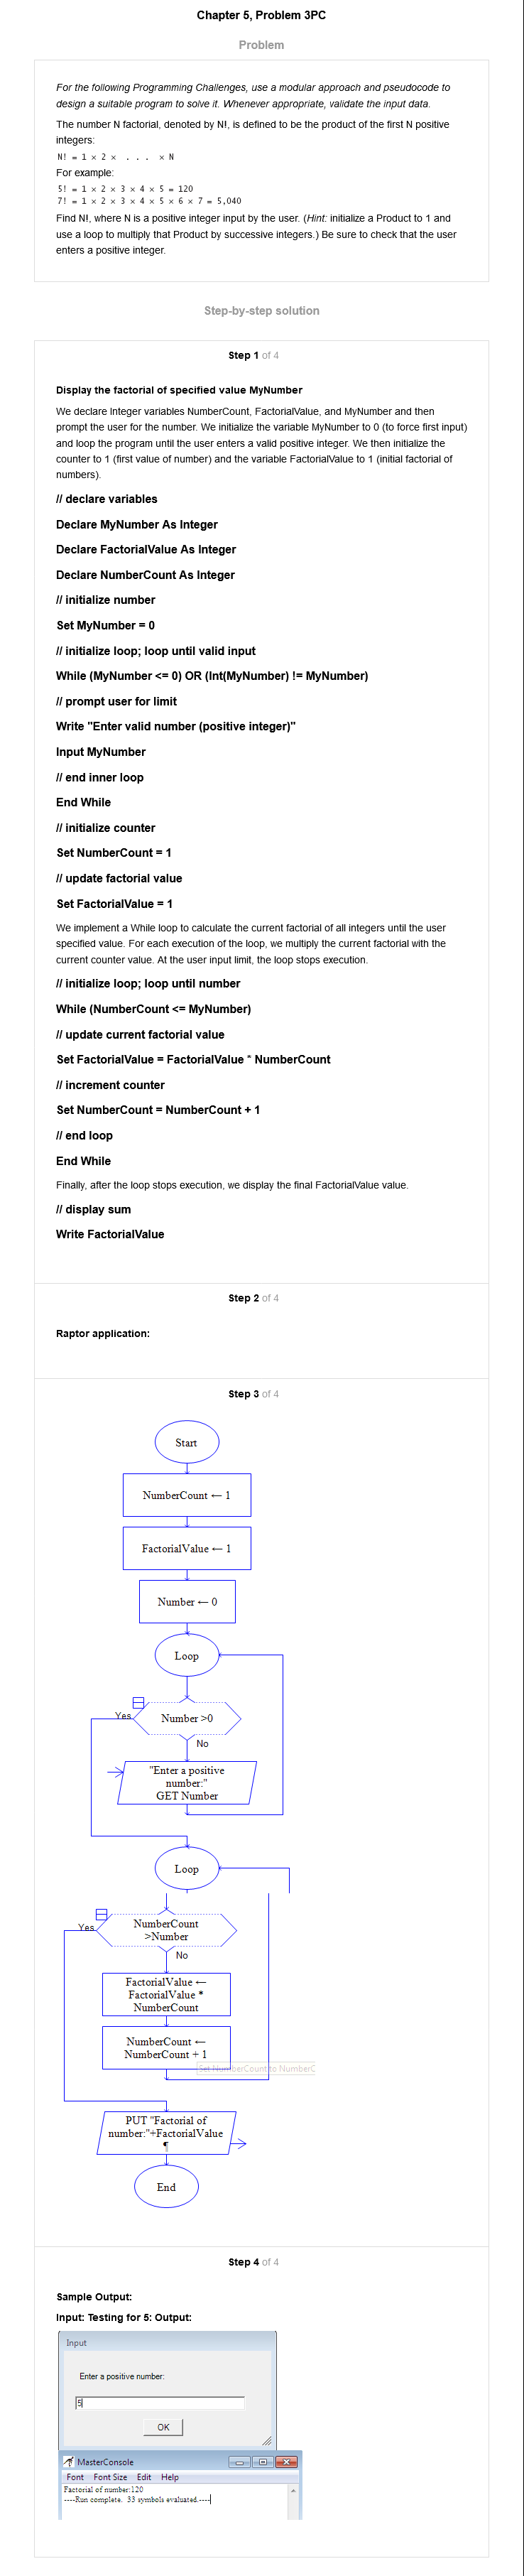 Chapter 5, Problem 3PC
Problem
For the following Programming Challenges, use a modular approach and pseudocode to
design a suitable program to solve it. Whenever appropriate, validate the input data.
The number N factorial, denoted by N!, is defined to be the product of the first N positive
integers:
N! = 1 × 2 × . . . × N
For example:
5! = 1 × 2 × 3 × 4 × 5 = 120
7! = 1 × 2 × 3 × 4 × 5 × 6 × 7 = 5,040
Find N!, where N is a positive integer input by the user. (Hint: initialize a Product to 1 and
use a loop to multiply that Product by successive integers.) Be sure to check that the user
enters a positive integer.
Step-by-step solution
Step 1 of 4
Display the factorial of specified value MyNumber
We declare Integer variables NumberCount, FactorialValue, and MyNumber and then
prompt the user for the number. We initialize the variable MyNumber to 0 (to force first input)
and loop the program until the user enters a valid positive integer. We then initialize the
counter to 1 (first value of number) and the variable FactorialValue to 1 (initial factorial of
numbers).
// declare variables
Declare MyNumber As Integer
Declare FactorialValue As Integer
Declare NumberCount As Integer
// initialize number
Set MyNumber = 0
// initialize loop; loop until valid input
While (MyNumber <= 0) OR (Int(MyNumber) != MyNumber)
// prompt user for limit
Write "Enter valid number (positive integer)"
Input MyNumber
// end inner loop
End While
// initialize counter
Set NumberCount = 1
// update factorial value
Set FactorialValue = 1
We implement a While loop to calculate the current factorial of all integers until the user
specified value. For each execution of the loop, we multiply the current factorial with the
current counter value. At the user input limit, the loop stops execution.
// initialize loop; loop until number
While (NumberCount <= MyNumber)
// update current factorial value
Set FactorialValue = FactorialValue * NumberCount
// increment counter
Set NumberCount = NumberCount + 1
// end loop
End While
Finally, after the loop stops execution, we display the final FactorialValue value.
// display sum
Write FactorialValue
Step 2 of 4
Raptor application:
Step 3 of 4
Start
NumberCount ← 1
FactorialValue ← 1
Number ← 0
Loop
Yes
Number >0
No
"Enter a positive
number:"
GET Number
Loop
Yes
NumberCount
>Number
No
FactorialValue ←
FactorialValue *
NumberCount
NumberCount ←
NumberCount + 1
Set NumberCount to NumberC
PUT "Factorial of
number:"+FactorialValue
¶
End
Step 4 of 4
Sample Output:
Input: Testing for 5: Output:
Input
Enter a positive number:
5
OK
MasterConsole
Font Font Size Edit Help
Factorial of number:120
----Run complete. 33 symbols evaluated.----